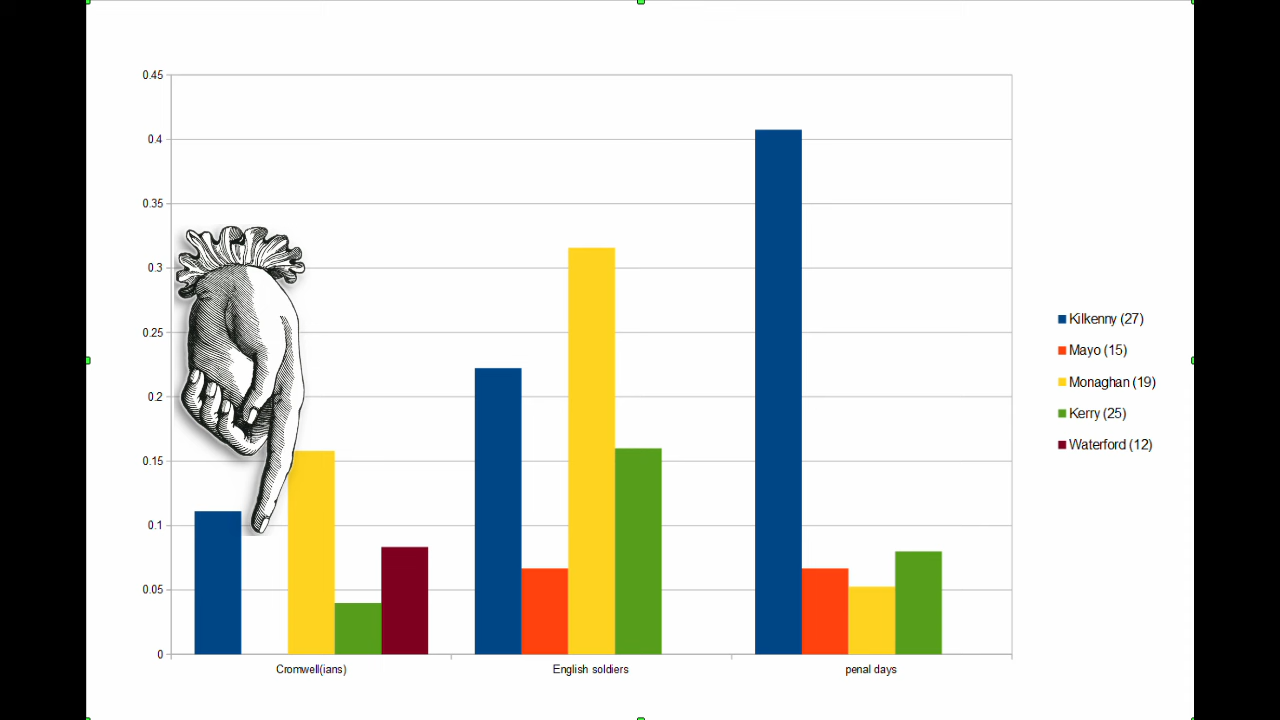 0.45
0.4
0.35
0.3
0.25
0.2
0.15
0.1
0.05
0
Cromwell(ians)
English soldiers
penal days
Kilkenny (27)
Mayo (15)
Monaghan (19)
Kerry (25)
Waterford (12)